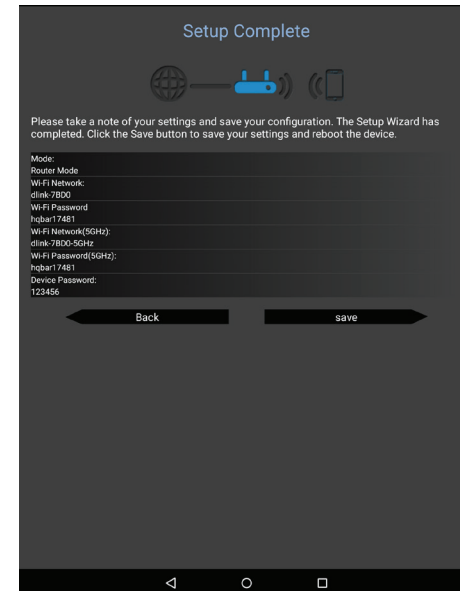 Setup Complete
Please take a note of your settings and save your configuration. The Setup Wizard has
completed. Click the Save button to save your settings and reboot the device.
Mode:
Router Mode
Wi-Fi Network:
dlink-7BD0
Wi-Fi Password
hqbar17481
Wi-Fi Network(5GHz):
dlink-7BD0-5GHz
Wi-Fi Password(5GHz):
hqbar17481
Device Password:
123456
Back
save